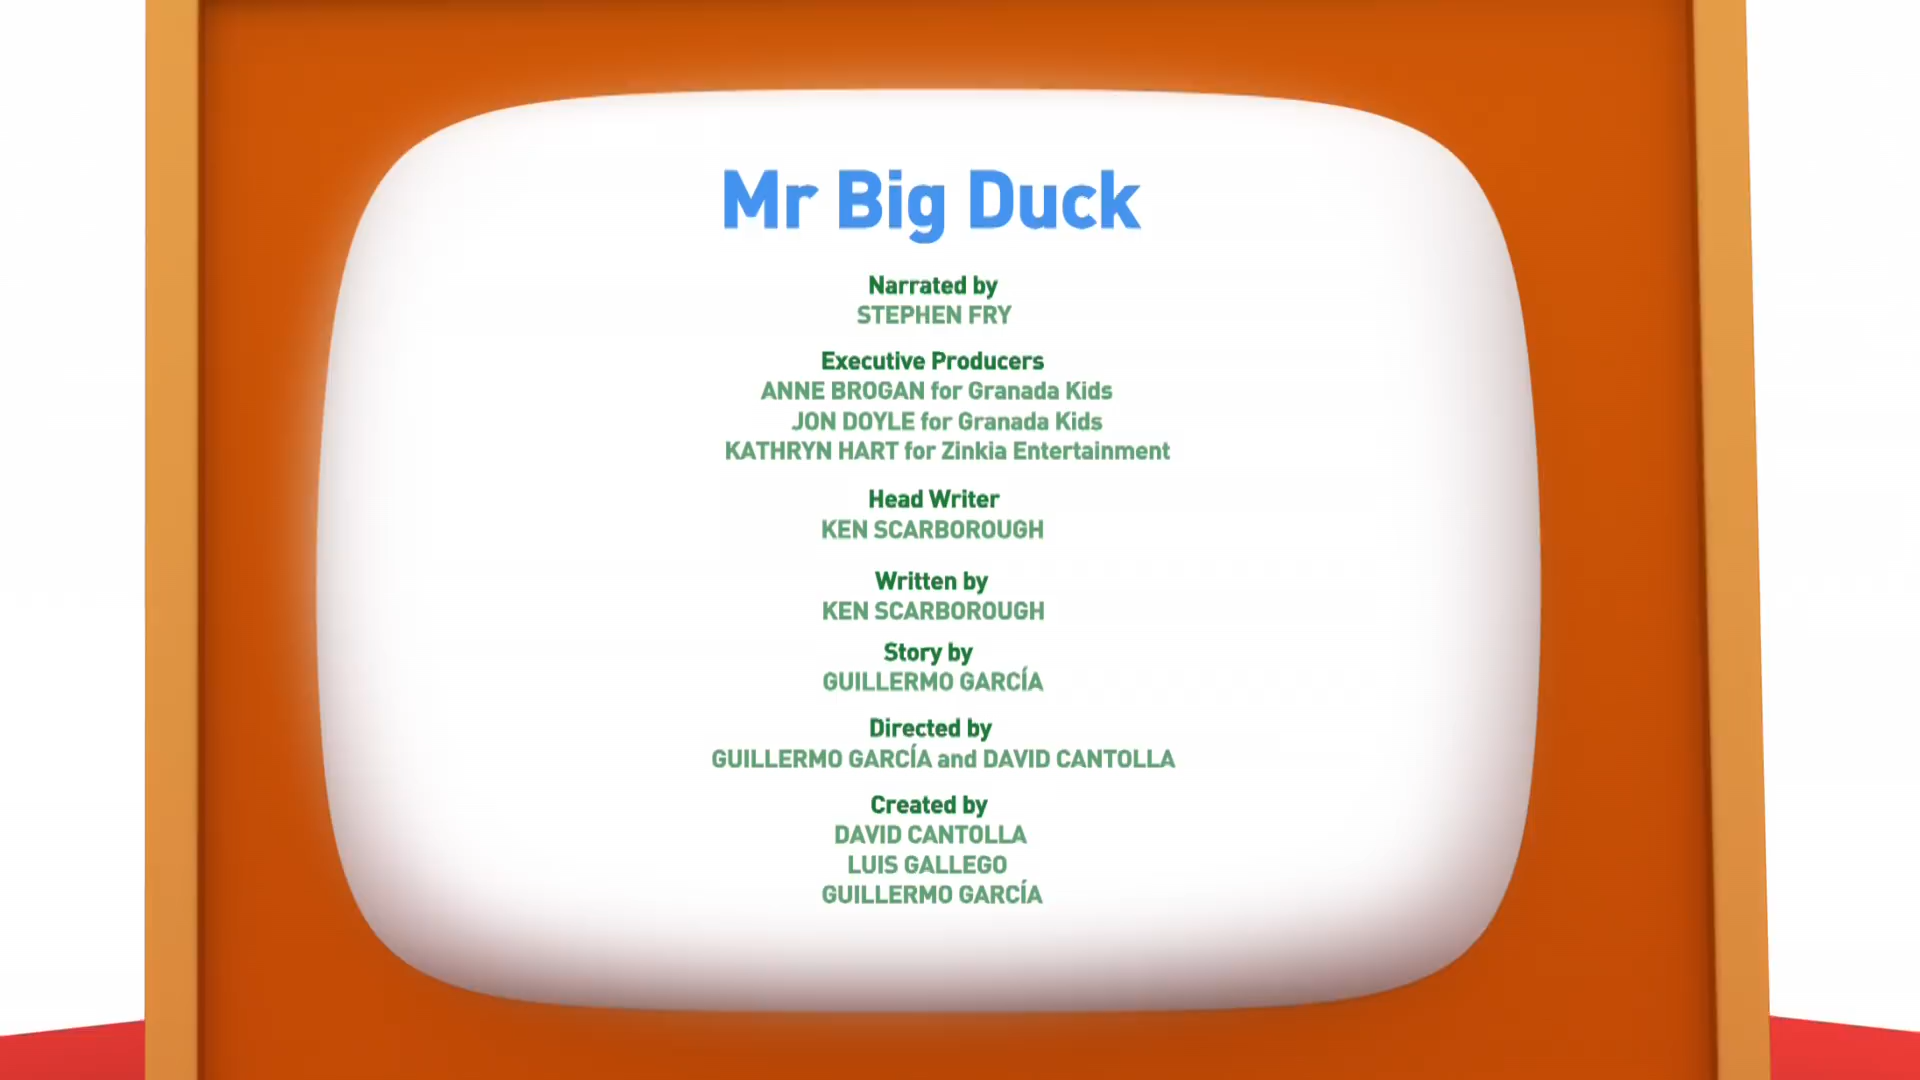 Mr Big Duck
Narrated by
STEPHEN FRY
Executive Producers
ANNE BROGAN for Granada Kids
JON DOYLE for Granada Kids
KATHRYN HART for Zinkia Entertainment
Head Writer
KEN SCARBOROUGH
Written by
KEN SCARBOROUGH
Story by
GUILLERMO GARCÍA
Directed by
GUILLERMO GARCÍA and DAVID CANTOLLA
Created by
DAVID CANTOLLA
LUIS GALLEGO
GUILLERMO GARCÍA